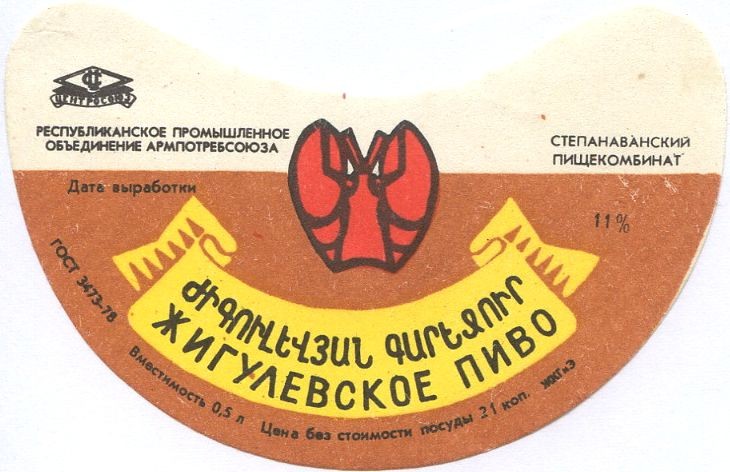 ЦЕНТРОСОЮЗ
РЕСПУБЛИКАНСКОЕ ПРОМЫШЛЕННОЕ
ОБЪЕДИНЕНИЕ АРМПОТРЕБСОЮЗА
СТЕПАНАВАНСКИЙ
ПИЩЕКОМБИНАТ
Дата выработки
11%
ГОСТ 3473-78
ԺԻԳՈՒԼԵՎՅԱՆ ԳԱՐԵՋՈՒՐ
ЖИГУЛЕВСКОЕ ПИВО
Вместимость 0,5 л Цена без стоимости посуды 21 коп.